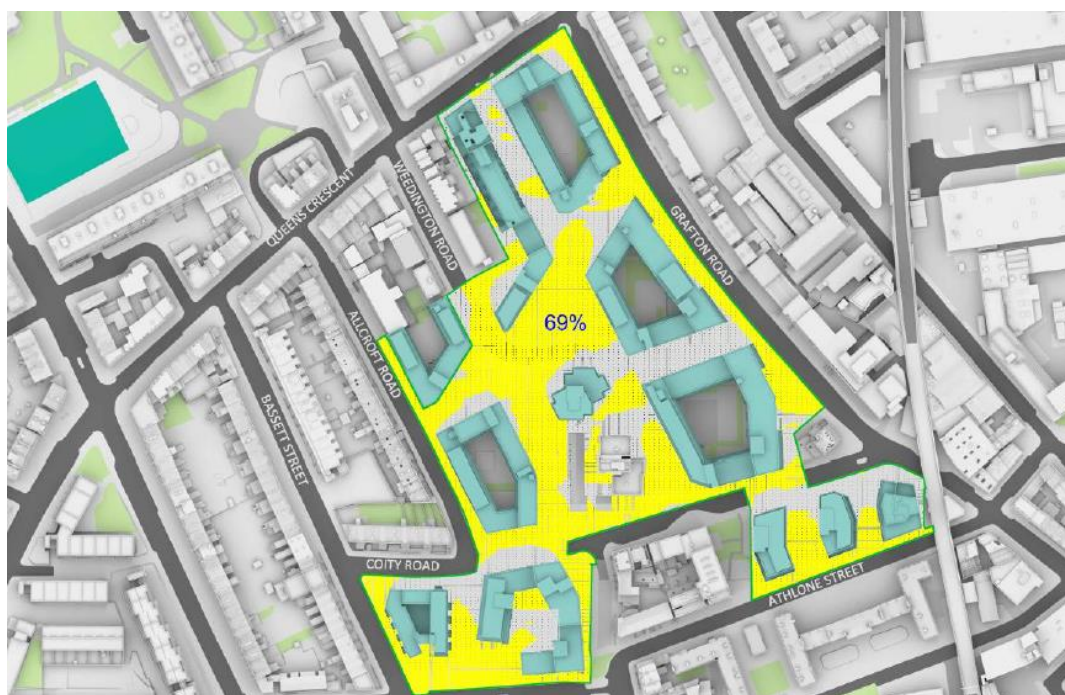 QUEENS CRESCENT
WEEDINGTON ROAD
GRAFTON ROAD
ALLCROFT ROAD
69%
BASSETT STREET
COITY ROAD
ATHLONE STREET